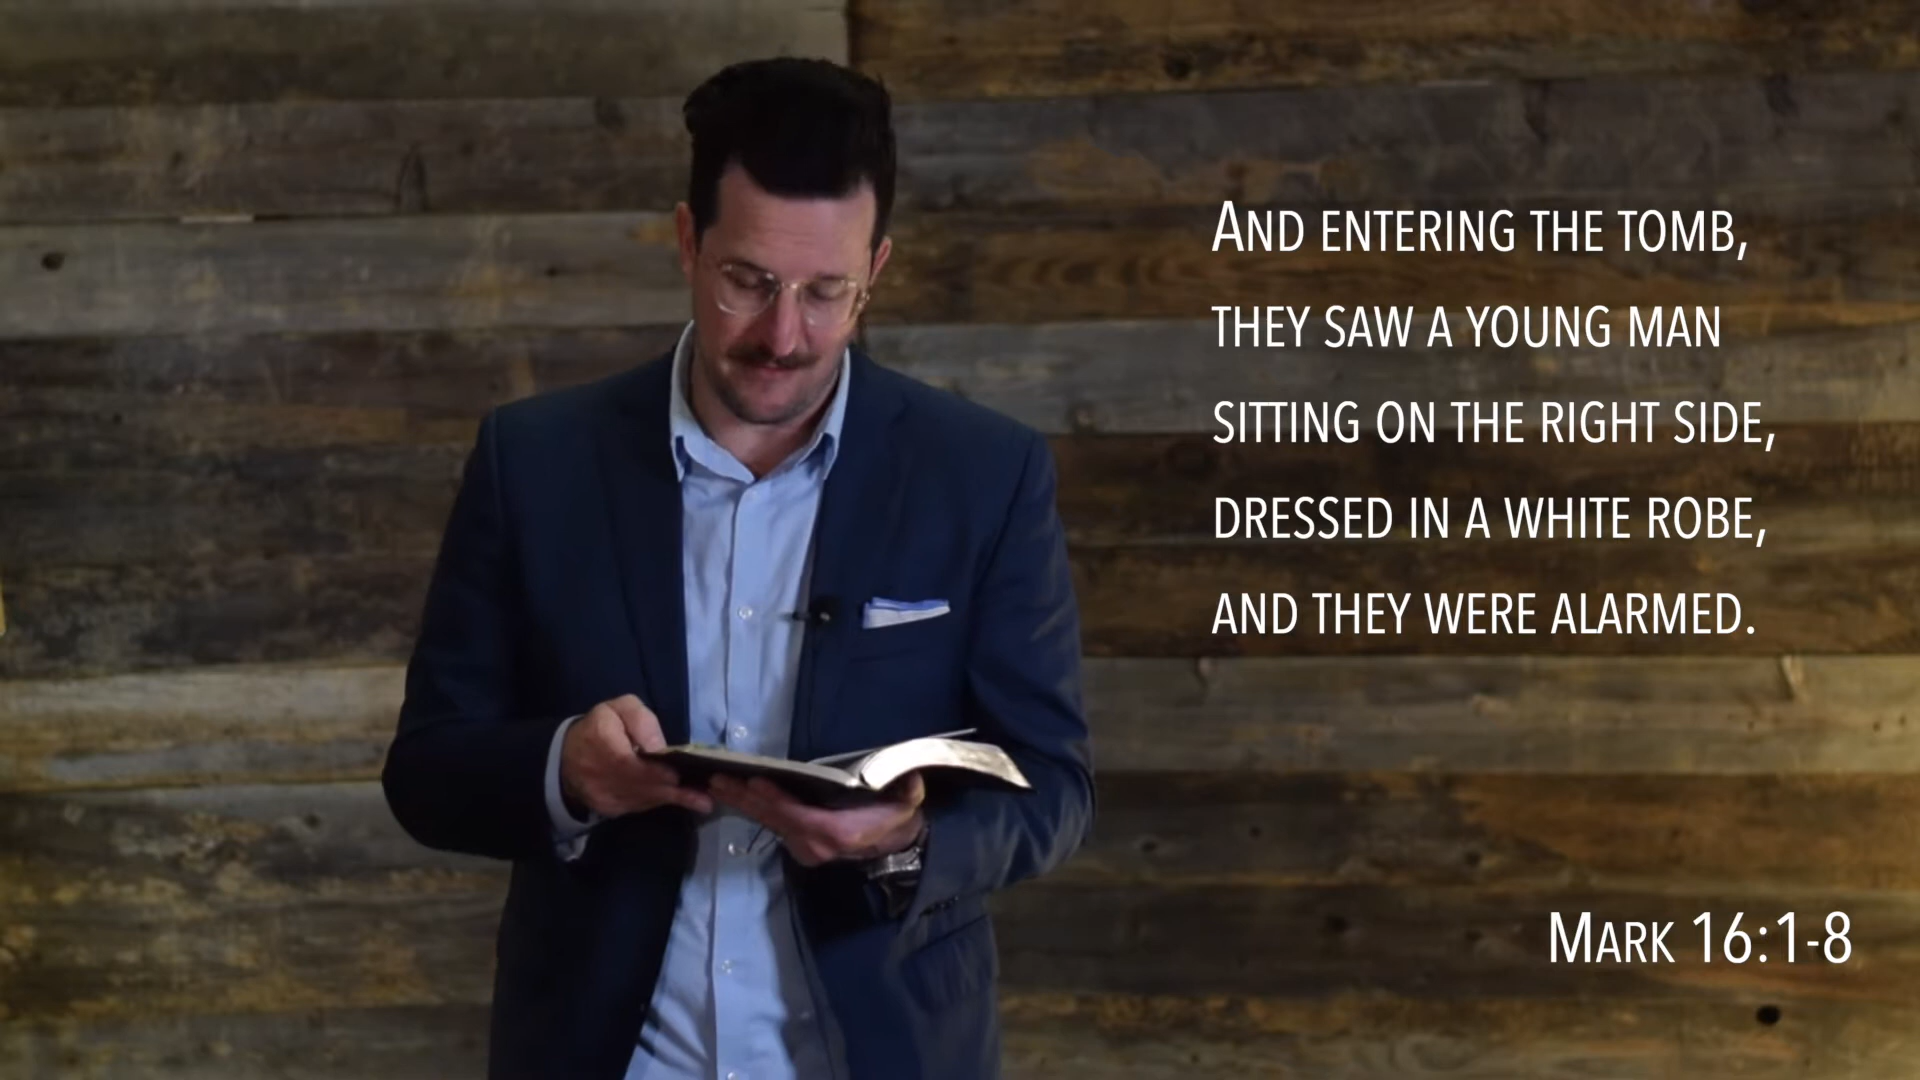 And entering the tomb,
they saw a young man
sitting on the right side,
dressed in a white robe,
and they were alarmed.
Mark 16:1-8